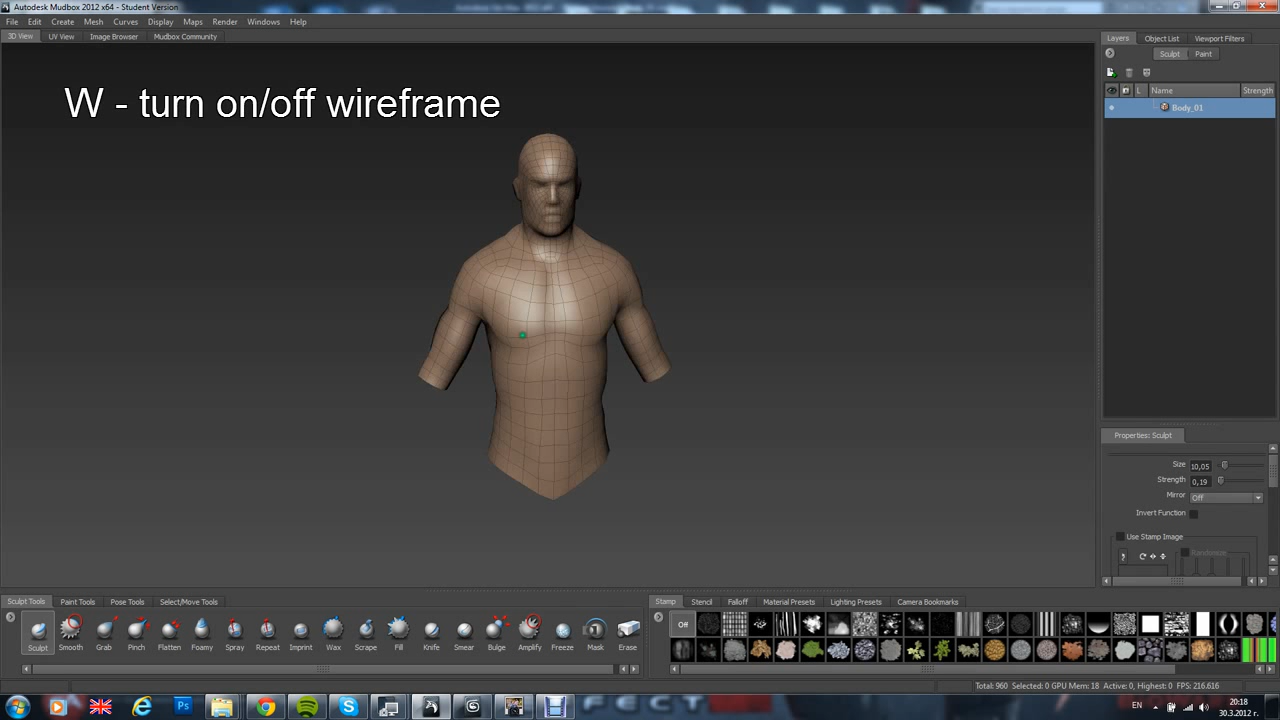 Autodesk Mudbox 2012 x64 - Student Version
File Edit Create Mesh Curves Display Maps Render Windows Help
3D View UV View Image Browser Mudbox Community
Layers Object List Viewport Filters
Sculpt Paint
L Name Strength
Body_01
W - turn on/off wireframe
Properties: Sculpt
Size 10,05
Strength 0,19
Mirror Off
Invert Function
Use Stamp Image
Randomise
Sculpt Tools Paint Tools Pose Tools Select/Move Tools
Sculpt Smooth Grab Pinch Flatten Foamy Spray Repeat Imprint Wax Scrape Fill Knife Smear Bulge Amplify Freeze Mask Erase
Stamp Stencil Falloff Material Presets Lighting Presets Camera Bookmarks
Off
Total: 960 Selected: 0 GPU Mem: 18 Active: 0, Highest: 0 FPS: 216.616
Ps
FECT
EN
20:18
30.3.2012 г.